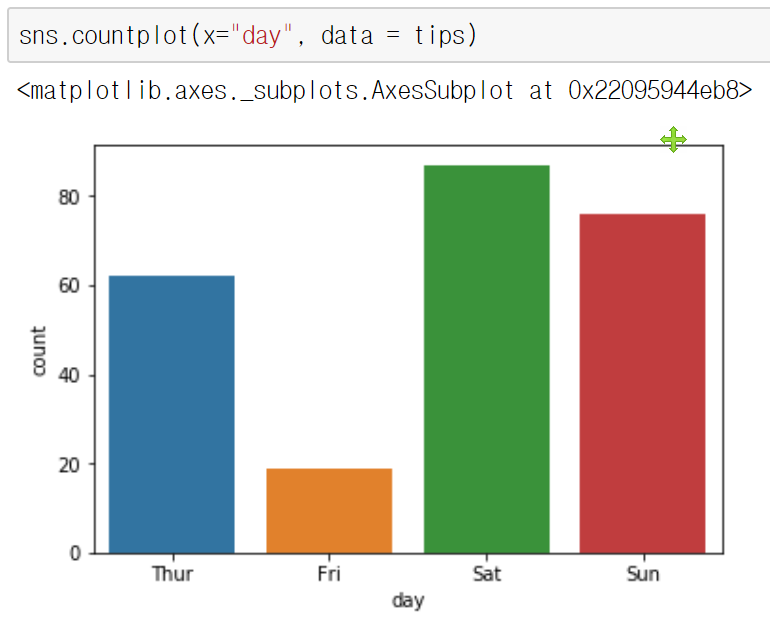 sns.countplot(x="day", data = tips)
<matplotlib.axes._subplots.AxesSubplot at 0x22095944eb8>
80
60
40
20
0
count
Thur Fri Sat Sun
day